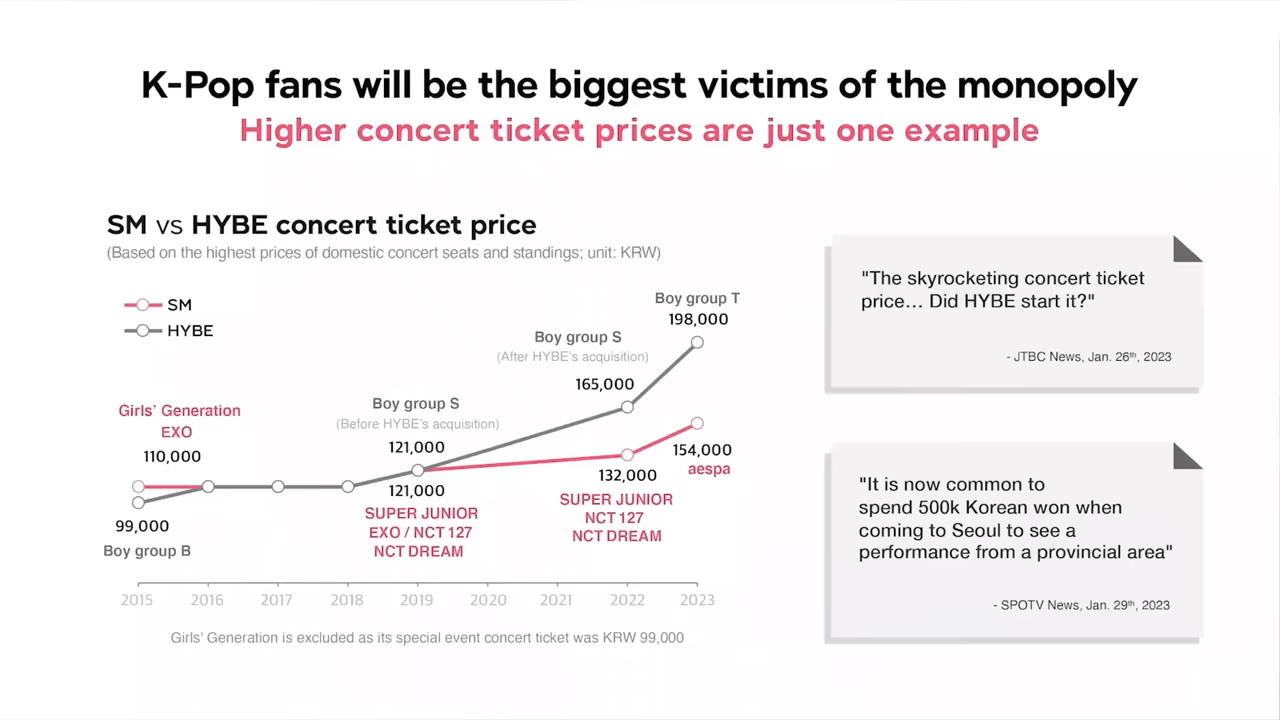 K-Pop fans will be the biggest victims of the monopoly
Higher concert ticket prices are just one example
SM vs HYBE concert ticket price
(Based on the highest prices of domestic concert seats and standings; unit: KRW)
SM
HYBE
Girls' Generation
EXO
110,000
99,000
Boy group B
Boy group S
(Before HYBE's acquisition)
121,000
121,000
SUPER JUNIOR
EXO / NCT 127
NCT DREAM
Boy group S
(After HYBE's acquisition)
165,000
132,000
SUPER JUNIOR
NCT 127
NCT DREAM
Boy group T
198,000
154,000
aespa
2015 2016 2017 2018 2019 2020 2021 2022 2023
Girls' Generation is excluded as its special event concert ticket was KRW 99,000
"The skyrocketing concert ticket
price... Did HYBE start it?"
- JTBC News, Jan. 26th, 2023
"It is now common to
spend 500k Korean won when
coming to Seoul to see a
performance from a provincial area"
- SPOTV News, Jan. 29th, 2023